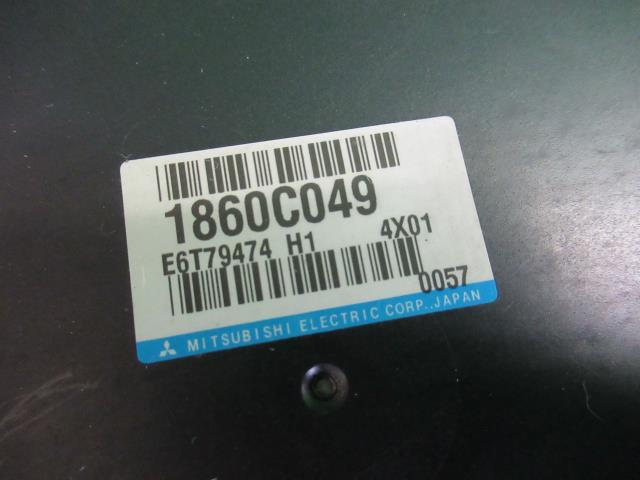 1860C049
E6T79474 H1 4X01
0057
MITSUBISHI ELECTRIC CORP., JAPAN